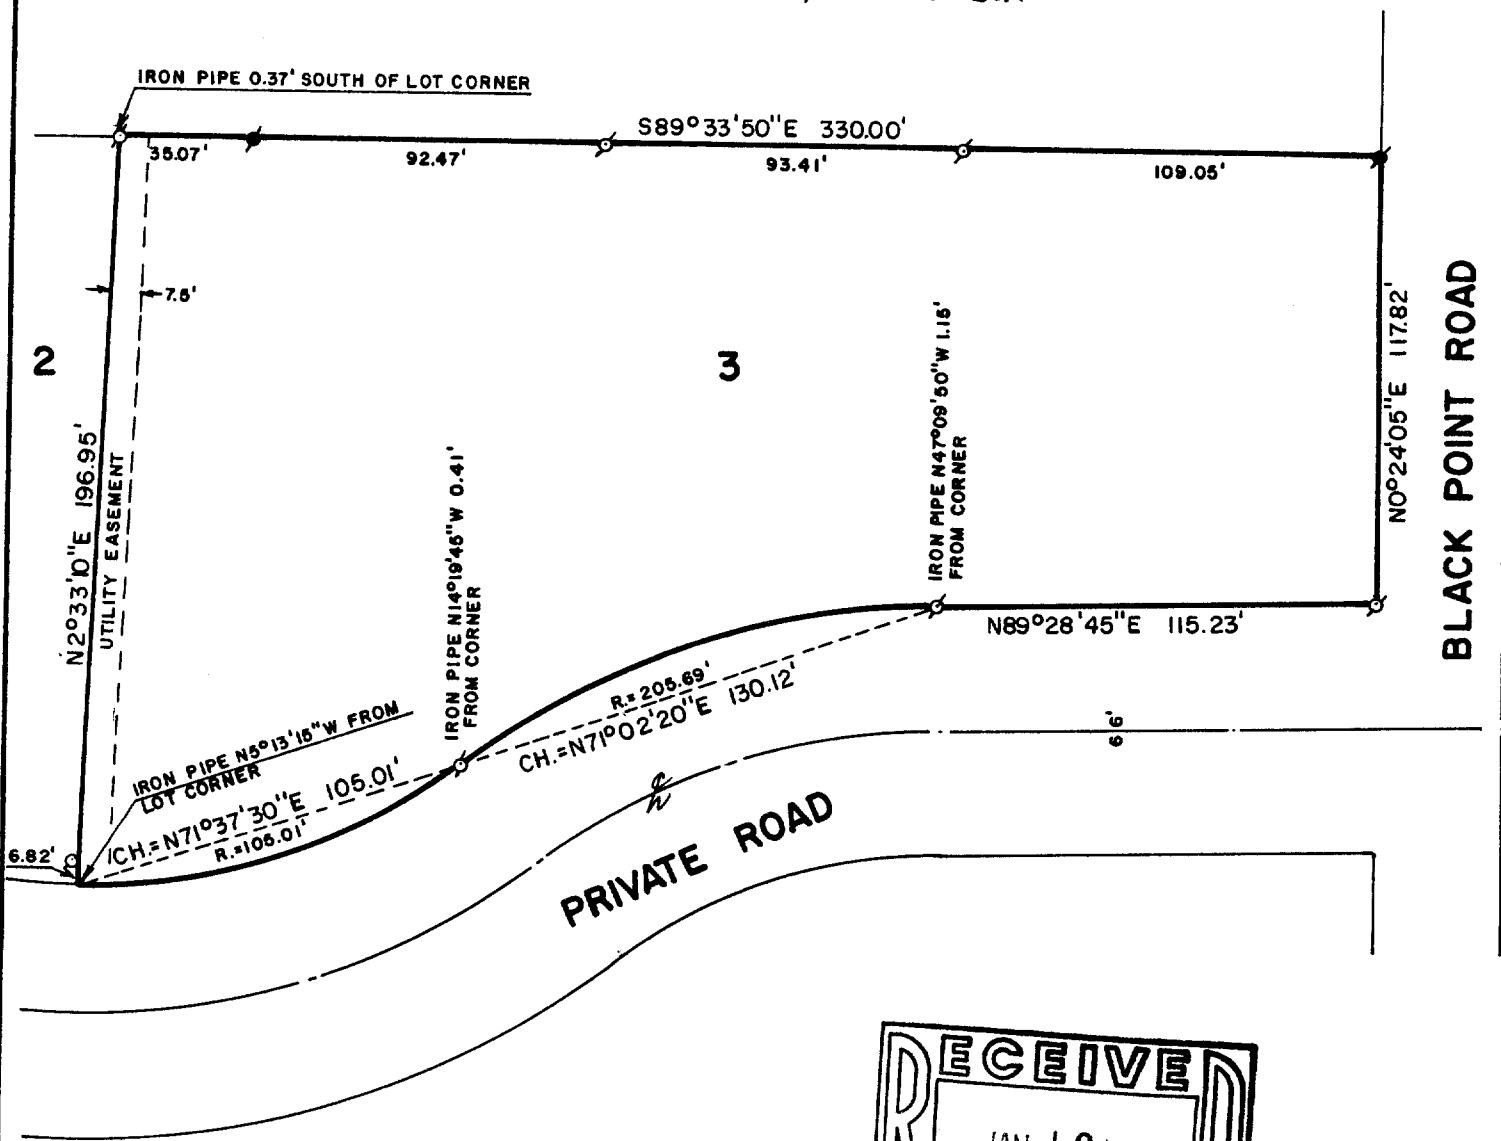 IRON PIPE 0.37' SOUTH OF LOT CORNER
S89°33'50"E 330.00'
35.07'
92.47'
93.41'
109.05'
7.5'
2
3
N2°33'10"E 196.95'
UTILITY EASEMENT
IRON PIPE N14°19'45"W 0.41'
FROM CORNER
IRON PIPE N47°09'50"W 1.15'
FROM CORNER
N0°24'05"E 117.82'
BLACK POINT ROAD
N89°28'45"E 115.23'
R.=205.69'
CH.=N71°02'20"E 130.12'
IRON PIPE N5°13'15"W FROM
LOT CORNER
CH.=N71°37'30"E 105.01'
R.=105.01'
6.82'
66'
PRIVATE ROAD
RECEIVED
JAN